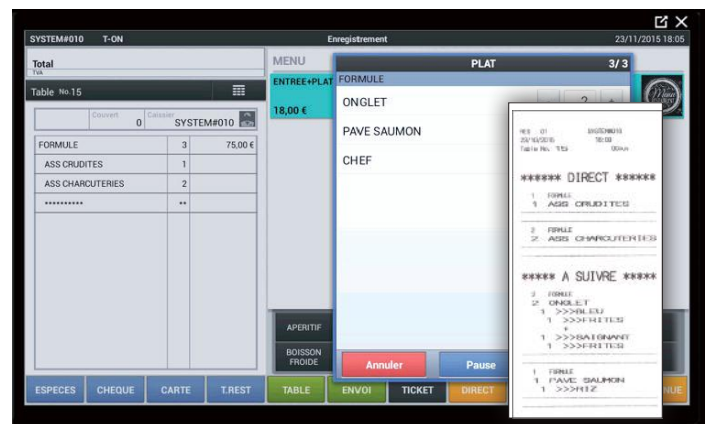 SYSTEM#010 T-ON Enregistrement 23/11/2015 18:05
Total
TVA
Table No.15
Couvert 0 Caissier SYSTEM#010
FORMULE 3 75,00 €
ASS CRUDITES 1
ASS CHARCUTERIES 2
********** **
ESPECES CHEQUE CARTE T.REST TABLE ENVOI TICKET DIRECT NUE
MENU
ENTREE+PLAT
18,00 €
APERITIF
BOISSON FROIDE
PLAT 3/ 3
FORMULE
ONGLET 2 +
PAVE SAUMON
CHEF
Annuler Pause
****** DIRECT ******
1 FORMULE
1 ASS CRUDITES
2 FORMULE
2 ASS CHARCUTERIES
***** A SUIVRE *****
2 FORMULE
2 ONGLET
1 >>>BLEU
1 >>>FRITES
*
1 >>>SAIGNANT
1 >>>FRITES
1 FORMULE
1 PAVE SAUMON
1 >>>RIZ